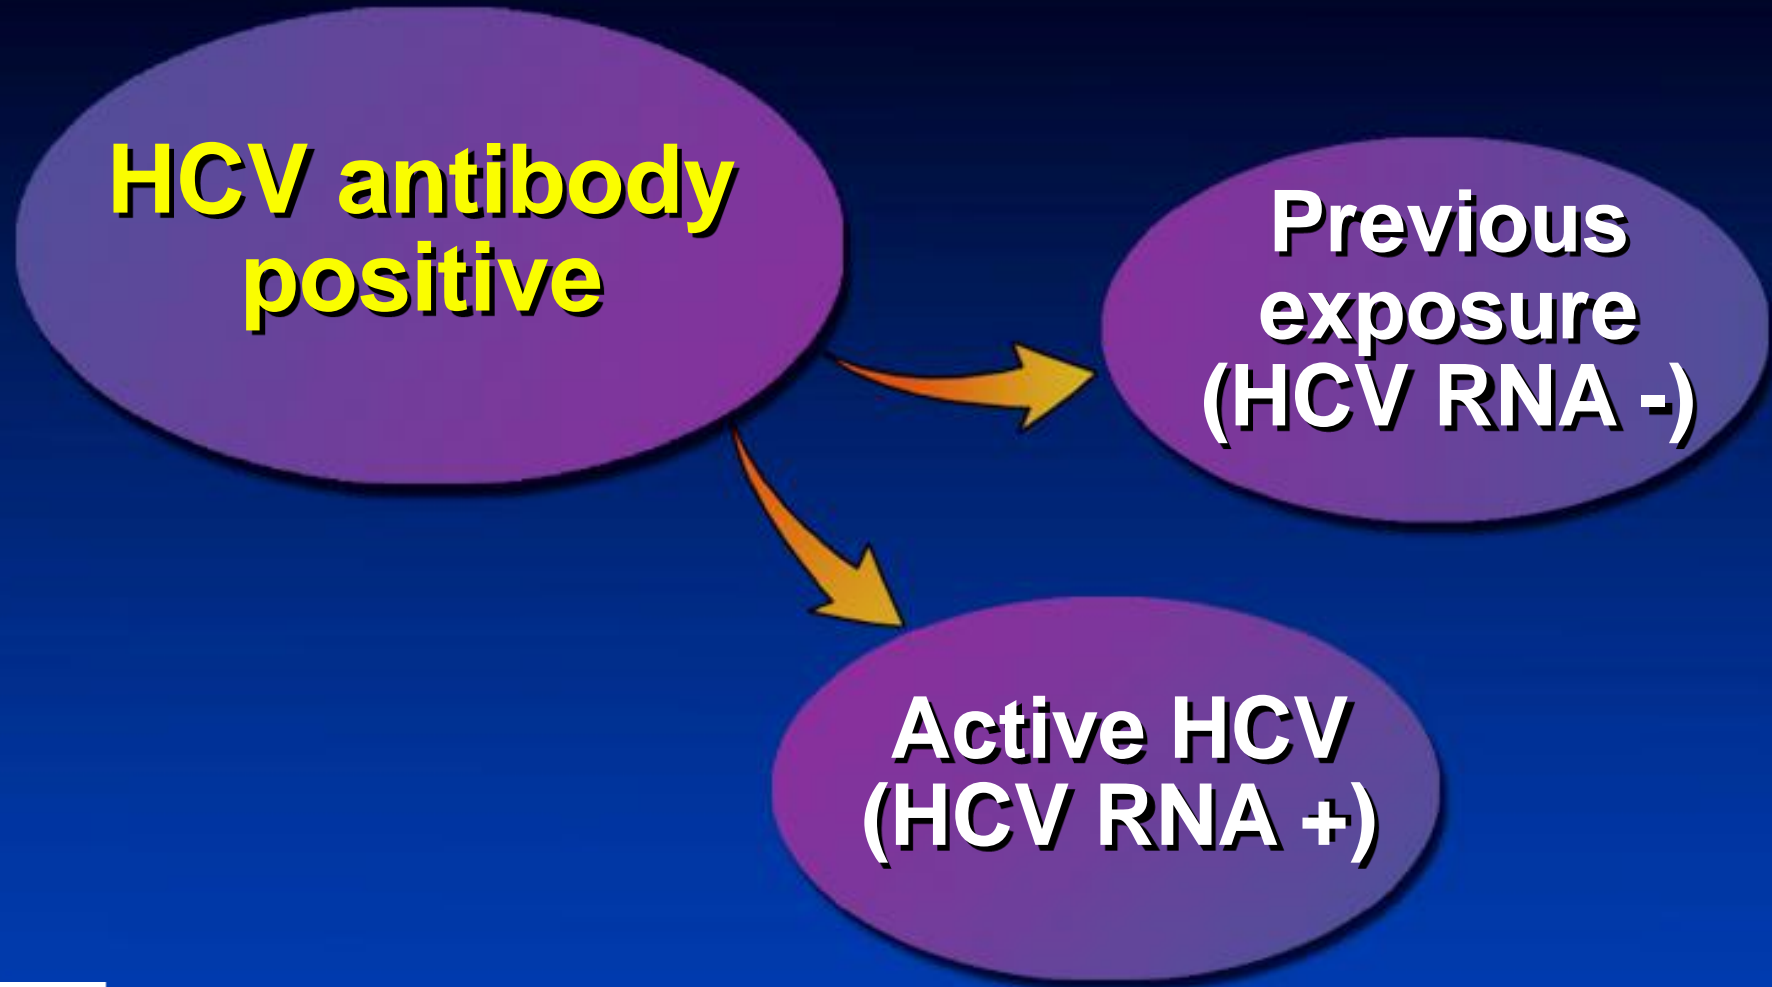 HCV antibody
positive
Previous
exposure
(HCV RNA -)
Active HCV
(HCV RNA +)